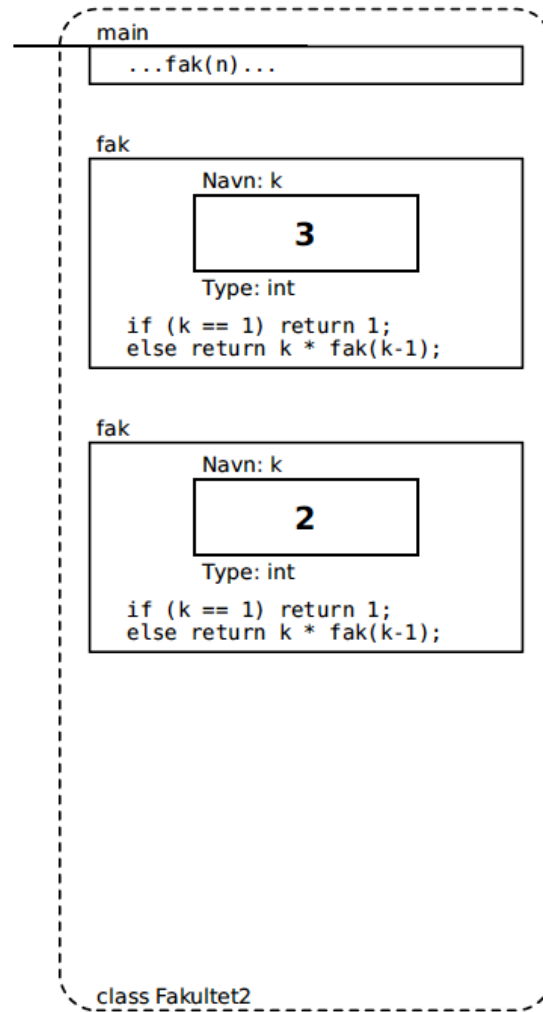 main
...fak(n)...
fak
Navn: k
3
Type: int
if (k == 1) return 1;
else return k * fak(k-1);
fak
Navn: k
2
Type: int
if (k == 1) return 1;
else return k * fak(k-1);
class Fakultet2